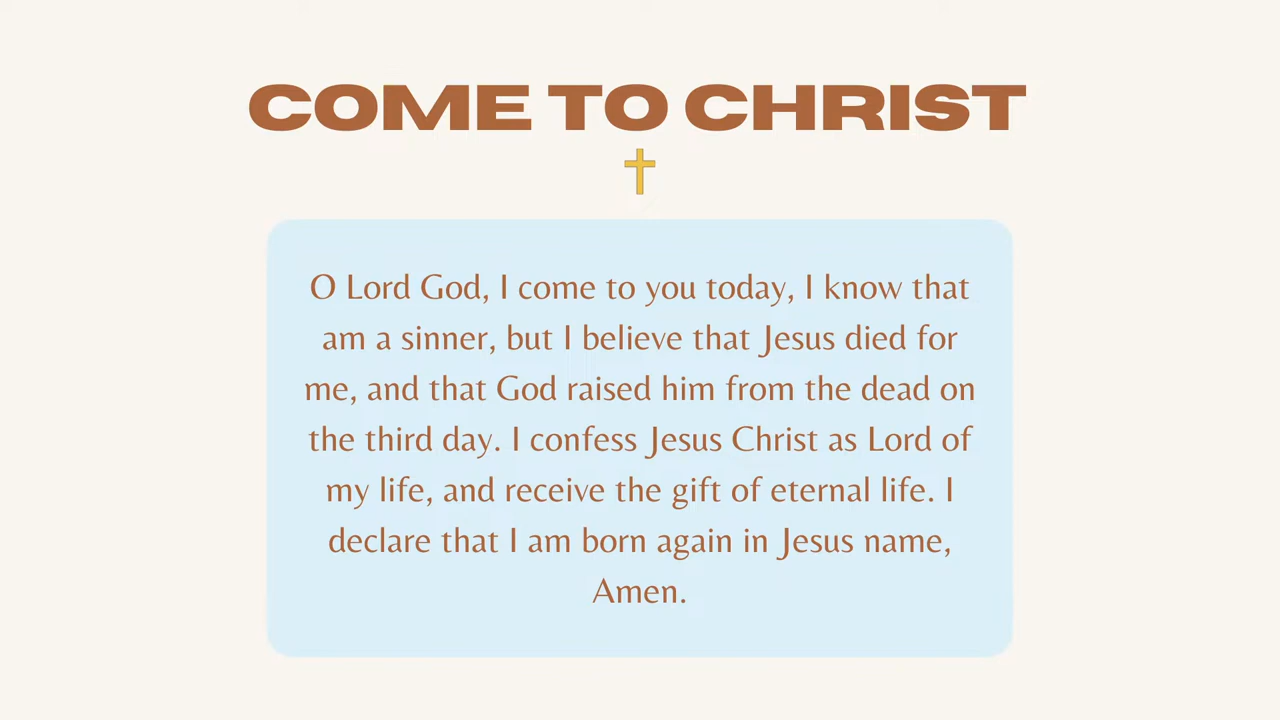 COME TO CHRIST
O Lord God, I come to you today, I know that
am a sinner, but I believe that Jesus died for
me, and that God raised him from the dead on
the third day. I confess Jesus Christ as Lord of
my life, and receive the gift of eternal life. I
declare that I am born again in Jesus name,
Amen.